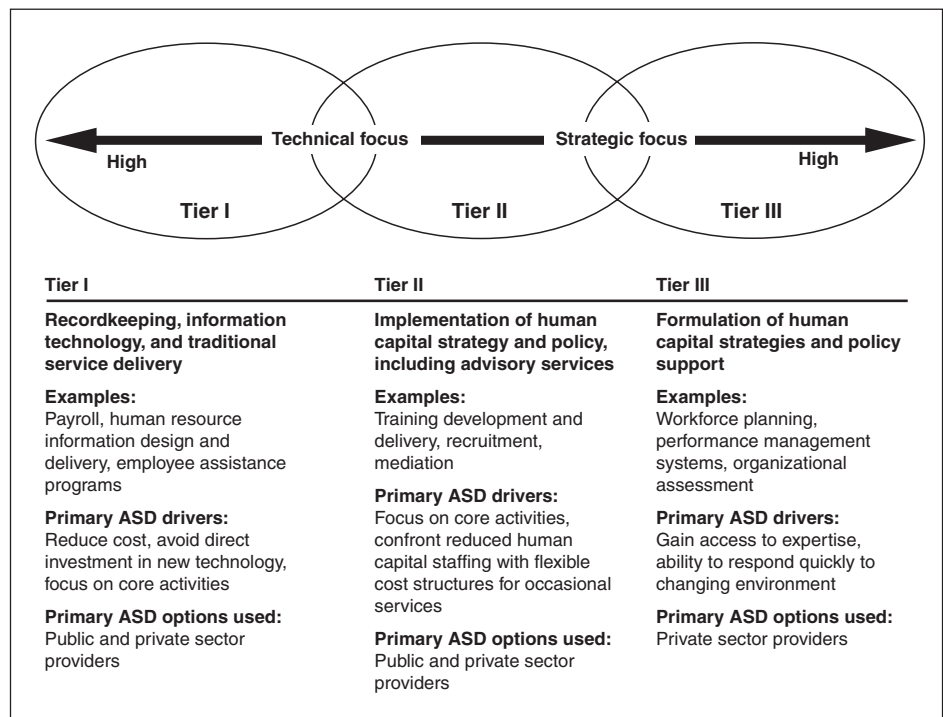 Technical focus
Strategic focus
High
High
Tier I
Tier II
Tier III
Tier I
Recordkeeping, information
technology, and traditional
service delivery
Examples:
Payroll, human resource
information design and
delivery, employee assistance
programs
Primary ASD drivers:
Reduce cost, avoid direct
investment in new technology,
focus on core activities
Primary ASD options used:
Public and private sector
providers
Tier II
Implementation of human
capital strategy and policy,
including advisory services
Examples:
Training development and
delivery, recruitment,
mediation
Primary ASD drivers:
Focus on core activities,
confront reduced human
capital staffing with flexible
cost structures for occasional
services
Primary ASD options used:
Public and private sector
providers
Tier III
Formulation of human
capital strategies and policy
support
Examples:
Workforce planning,
performance management
systems, organizational
assessment
Primary ASD drivers:
Gain access to expertise,
ability to respond quickly to
changing environment
Primary ASD options used:
Private sector providers